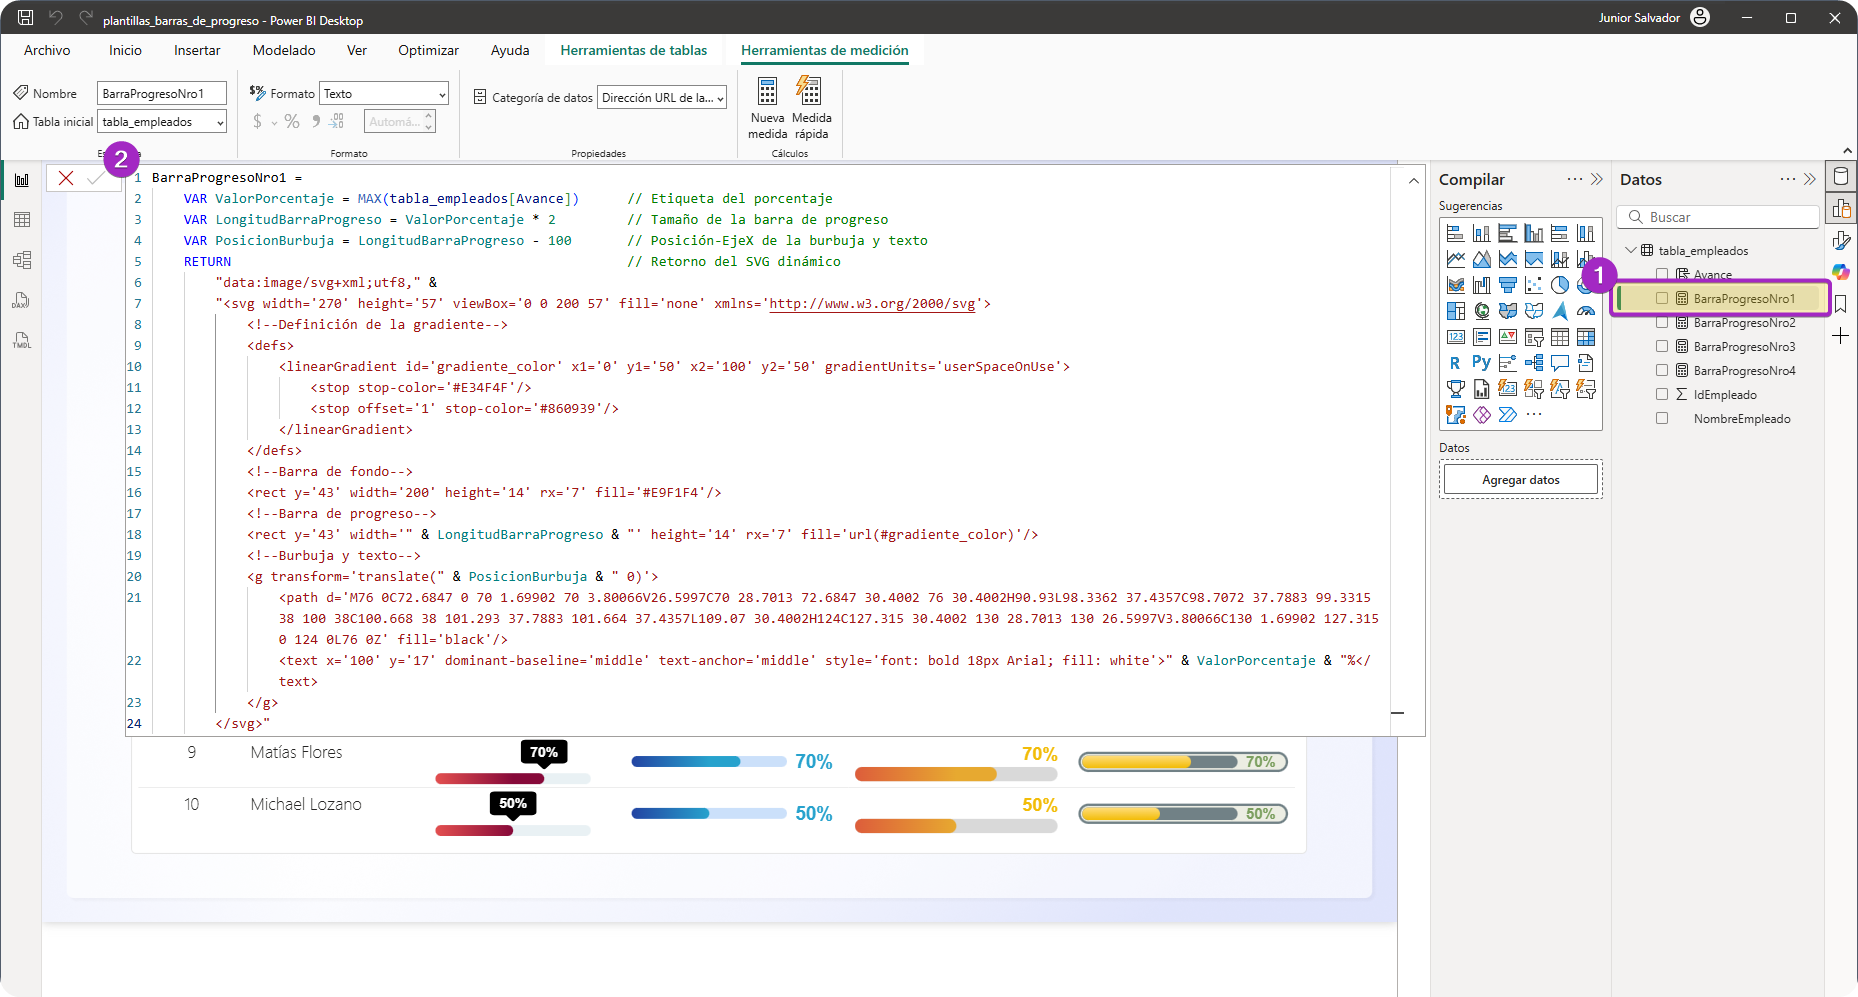 plantillas_barras_de_progreso - Power BI Desktop
Junior Salvador
Archivo
Inicio
Insertar
Modelado
Ver
Optimizar
Ayuda
Herramientas de tablas
Herramientas de medición
Nombre
BarraProgresoNro1
Tabla inicial
tabla_empleados
$% Formato
Texto
$ % 9 .00
Automá...
Formato
Categoría de datos
Dirección URL de la...
Propiedades
Nueva medida
Medida rápida
Cálculos
2
1 BarraProgresoNro1 =
2 VAR ValorPorcentaje = MAX(tabla_empleados[Avance]) // Etiqueta del porcentaje
3 VAR LongitudBarraProgreso = ValorPorcentaje * 2 // Tamaño de la barra de progreso
4 VAR PosicionBurbuja = LongitudBarraProgreso - 100 // Posición-EjeX de la burbuja y texto
5 RETURN // Retorno del SVG dinámico
6 "data:image/svg+xml;utf8," &
7 "<svg width='270' height='57' viewBox='0 0 200 57' fill='none' xmlns='http://www.w3.org/2000/svg'>
8 <!--Definición de la gradiente-->
9 <defs>
10 <linearGradient id='gradiente_color' x1='0' y1='50' x2='100' y2='50' gradientUnits='userSpaceOnUse'>
11 <stop stop-color='#E34F4F'/>
12 <stop offset='1' stop-color='#860939'/>
13 </linearGradient>
14 </defs>
15 <!--Barra de fondo-->
16 <rect y='43' width='200' height='14' rx='7' fill='#E9F1F4'/>
17 <!--Barra de progreso-->
18 <rect y='43' width='" & LongitudBarraProgreso & "' height='14' rx='7' fill='url(#gradiente_color)'/>
19 <!--Burbuja y texto-->
20 <g transform='translate(" & PosicionBurbuja & " 0)'>
21 <path d='M76 0C72.6847 0 70 1.69902 70 3.80066V26.5997C70 28.7013 72.6847 30.4002 76 30.4002H90.93L98.3362 37.4357C98.7072 37.7883 99.3315
38 100 38C100.668 38 101.293 37.7883 101.664 37.4357L109.07 30.4002H124C127.315 30.4002 130 28.7013 130 26.5997V3.80066C130 1.69902 127.315
0 124 0L76 0Z' fill='black'/>
22 <text x='100' y='17' dominant-baseline='middle' text-anchor='middle' style='font: bold 18px Arial; fill: white'>" & ValorPorcentaje & "%</
text>
23 </g>
24 </svg>"
9 Matías Flores 70% 70% 70% 70%
10 Michael Lozano 50% 50% 50% 50%
Compilar
Sugerencias
123
R Py
Datos
Agregar datos
Datos
Buscar
tabla_empleados
Avance
1
BarraProgresoNro1
BarraProgresoNro2
BarraProgresoNro3
BarraProgresoNro4
IdEmpleado
NombreEmpleado
DAX
TMDL